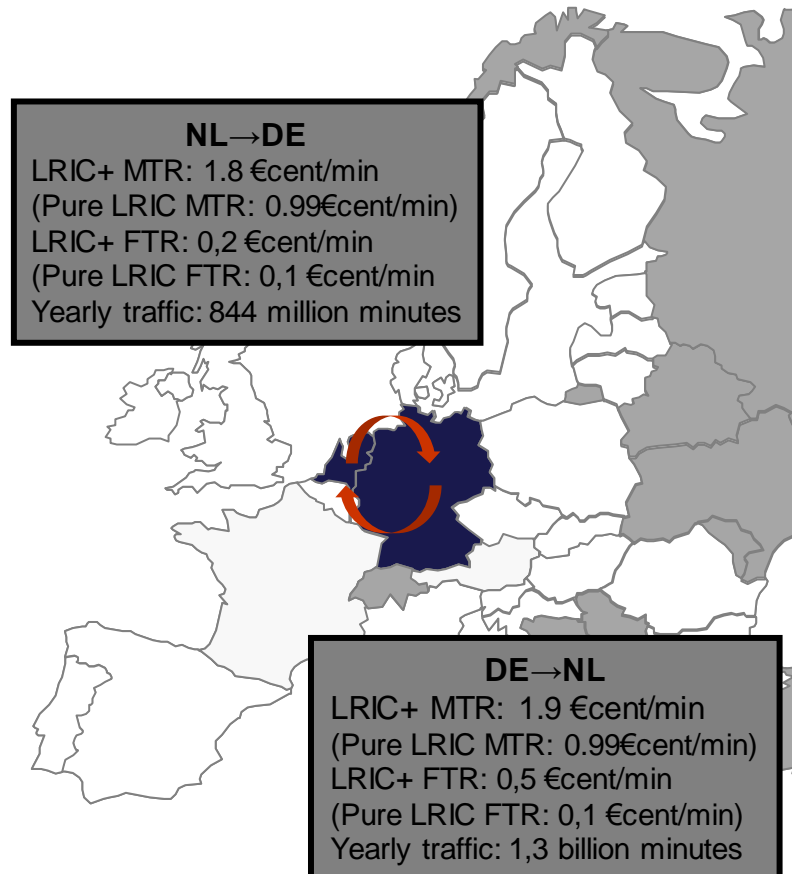 NL→DE
LRIC+ MTR: 1.8 €cent/min
(Pure LRIC MTR: 0.99€cent/min)
LRIC+ FTR: 0,2 €cent/min
(Pure LRIC FTR: 0,1 €cent/min
Yearly traffic: 844 million minutes
DE→NL
LRIC+ MTR: 1.9 €cent/min
(Pure LRIC MTR: 0.99€cent/min)
LRIC+ FTR: 0,5 €cent/min
(Pure LRIC FTR: 0,1 €cent/min)
Yearly traffic: 1,3 billion minutes